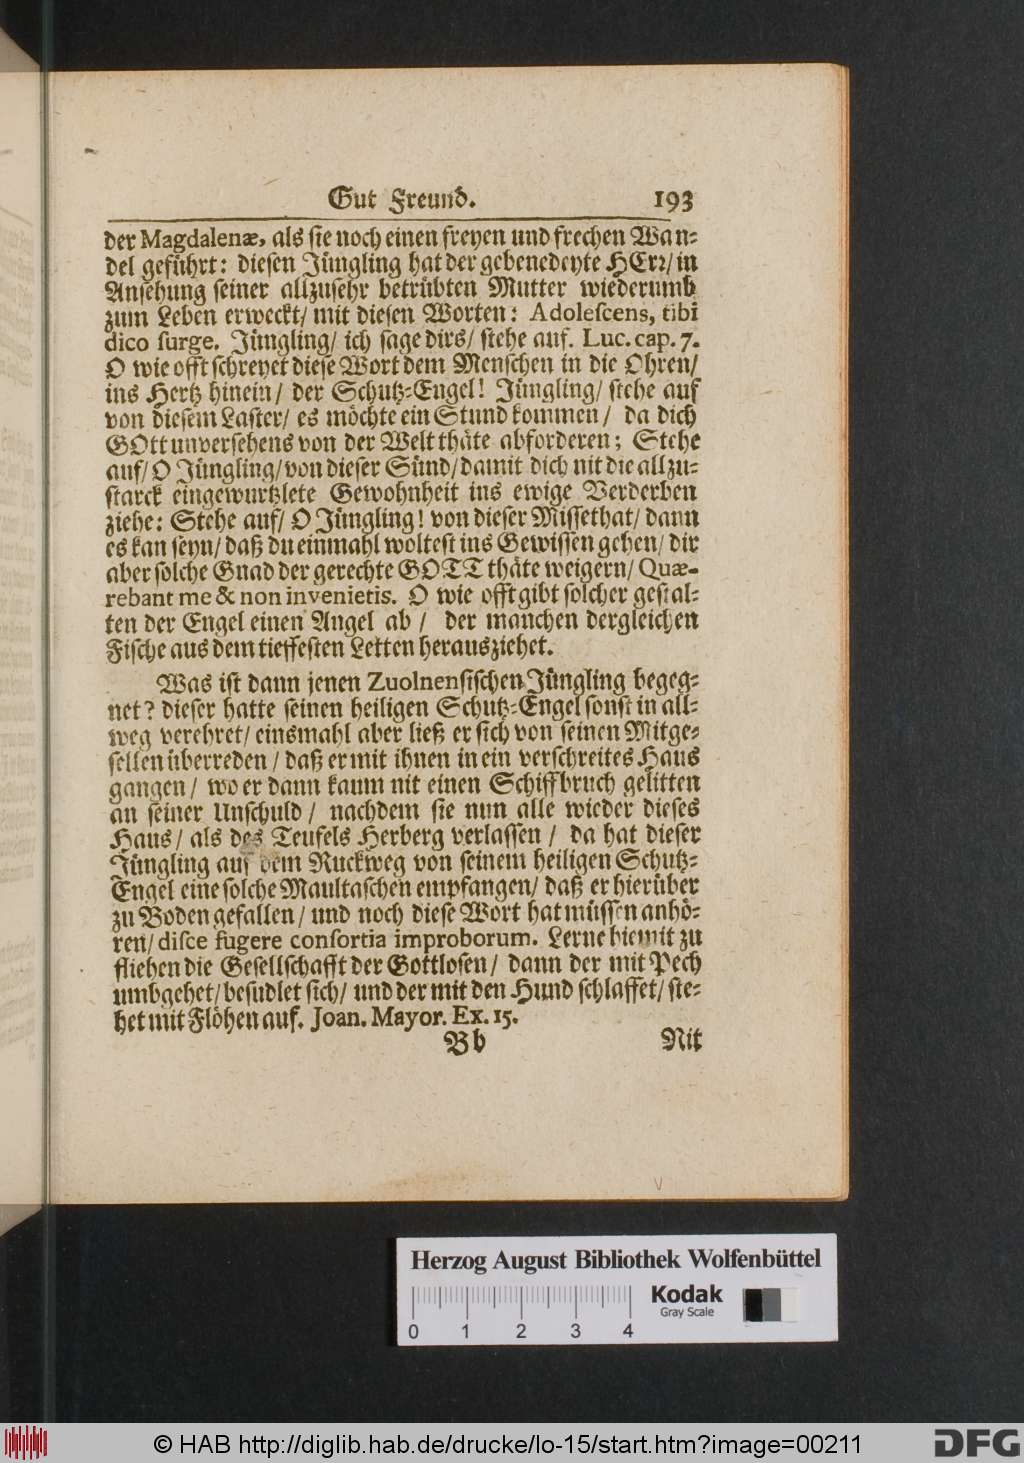 Gut Freund. 193
der Magdalenæ, als sie noch einen freyen und frechen Wan-
del geführt: diesen Jüngling hat der gebenedeyte HErr/ in
Ansehung seiner allzusehr betrübten Mutter wiederumb
zum Leben erweckt/ mit diesen Worten: Adolescens, tibi
dico surge. Jüngling/ ich sage dirs/ stehe auf. Luc. cap. 7.
O wie offt schreyet diese Wort dem Menschen in die Ohren/
ins Hertz hinein/ der Schutz-Engel! Jüngling/ stehe auf
von diesem Laster/ es möchte ein Stund kommen/ da dich
GOtt unversehens von der Welt thäte abforderen; Stehe
auf/ O Jüngling/ von dieser Sünd/ damit dich nit die allzu-
starck eingewurtzlete Gewohnheit ins ewige Verderben
ziehe: Stehe auf/ O Jüngling! von dieser Missethat/ dann
es kan seyn/ daß du einmahl woltest ins Gewissen gehen/ dir
aber solche Gnad der gerechte GOTT thäte weigern/ Quæ-
rebant me & non invenietis. O wie offt gibt solcher gestal-
ten der Engel einen Angel ab/ der manchen dergleichen
Fische aus dem tieffesten Letten herausziehet.
Was ist dann jenen Zuolnensischen Jüngling begeg-
net? dieser hatte seinen heiligen Schutz-Engel sonst in all-
weg verehret/ einsmahl aber ließ er sich von seinen Mitge-
sellen überreden/ daß er mit ihnen in ein verschreites Haus
gangen/ wo er dann kaum nit einen Schiffbruch gelitten
an seiner Unschuld/ nachdem sie nun alle wieder dieses
Haus/ als des Teufels Herberg verlassen/ da hat dieser
Jüngling auf dem Ruckweg von seinem heiligen Schutz-
Engel eine solche Maultaschen empfangen/ daß er hierüber
zu Boden gefallen/ und noch diese Wort hat müssen anhö-
ren/ disce fugere consortia improborum. Lerne hiemit zu
fliehen die Gesellschafft der Gottlosen/ dann der mit Pech
umbgehet/ besudlet sich/ und der mit den Hund schlaffet/ ste-
het mit Flöhen auf. Joan. Mayor. Ex. 15.
Bb Nit
Herzog August Bibliothek Wolfenbüttel
Kodak
Gray Scale
0 1 2 3 4
© HAB http://diglib.hab.de/drucke/lo-15/start.htm?image=00211
DFG